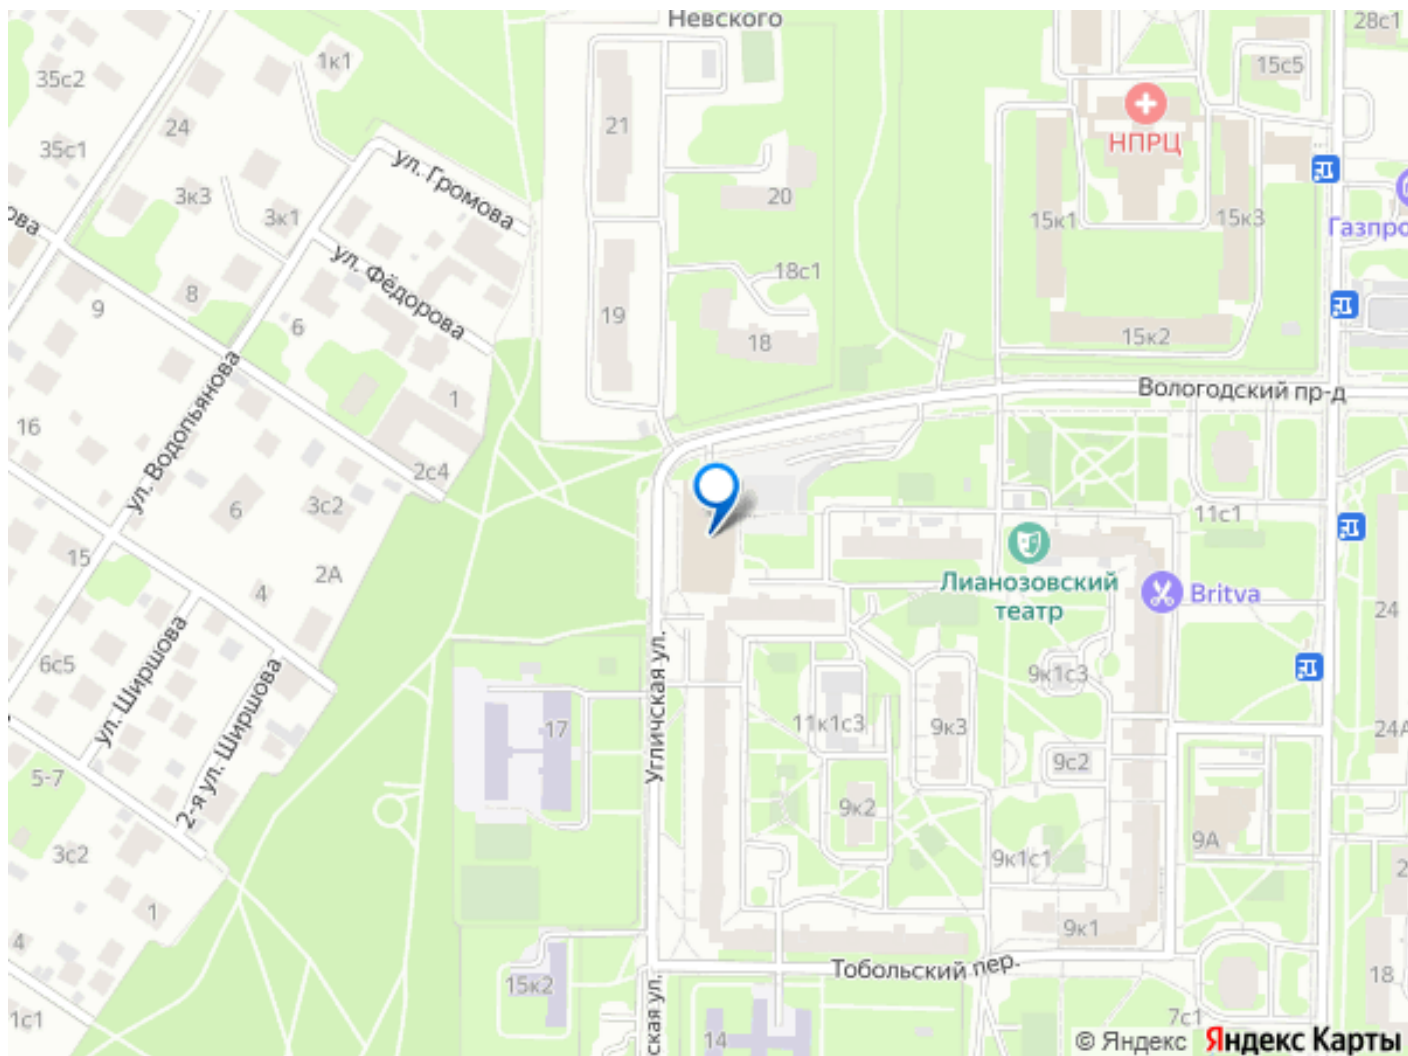 Невского
28с1
1к1
35с2
15с5
24
21
НПРЦ
35с1
ул. Громова
3к3
20
3к1
15к1
15к3
ова
Газпро
ул. Фёдорова
18с1
8
9
6
19
18
15к2
Вологодский пр-д
1
16
ул. Водопьянова
2с4
6
3с2
11с1
15
2А
4
Лианозовский
театр
Britva
24
ул. Ширшова
6с5
2-я ул. Ширшова
Угличская ул.
9к1с3
17
11к1с3
9к3
24А
5-7
9с2
9к2
3с2
9к1с1
9А
2
1
4
9к1
Тобольский пер.
15к2
18
1с1
ская ул.
14
7с1
© Яндекс Яндекс Карты